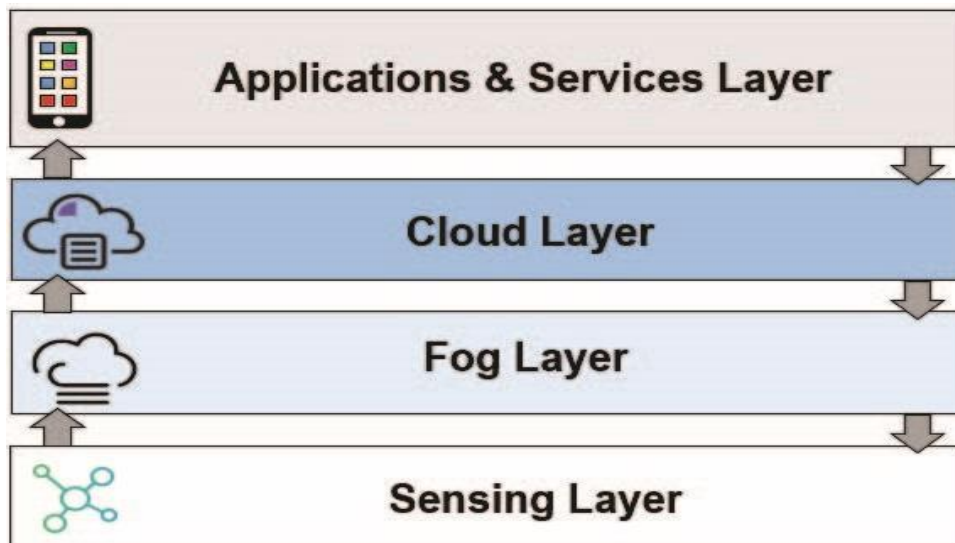 Applications & Services Layer
Cloud Layer
Fog Layer
Sensing Layer